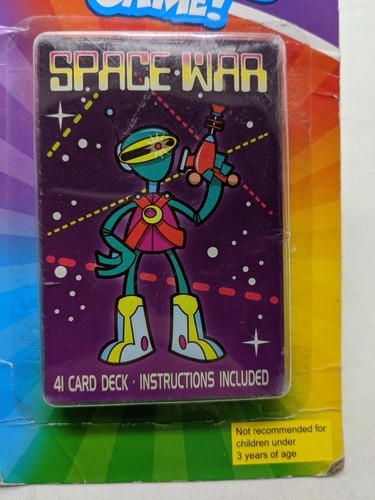 GAME!
SPACE WAR
41 CARD DECK · INSTRUCTIONS INCLUDED
Not recommended for
children under
3 years of age